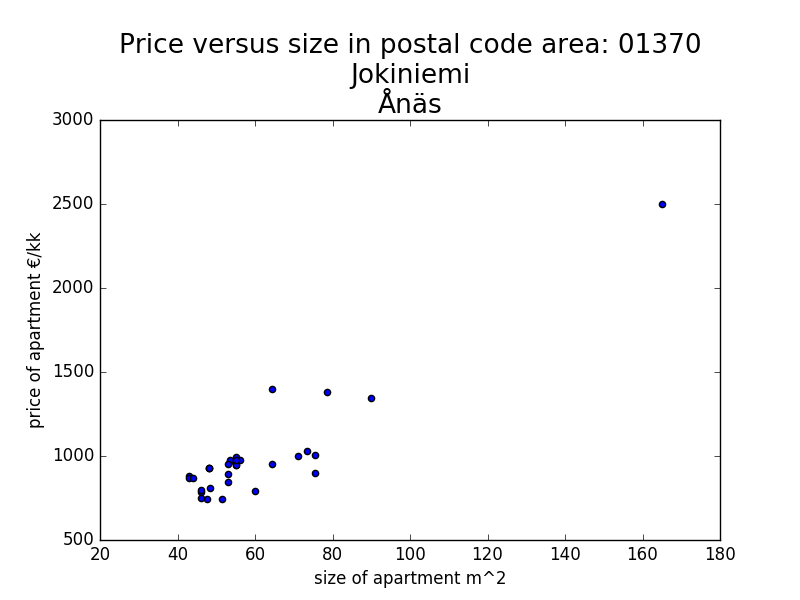 Price versus size in postal code area: 01370
Jokiniemi
Ånäs
3000
2500
2000
1500
1000
500
price of apartment €/kk
20 40 60 80 100 120 140 160 180
size of apartment m^2